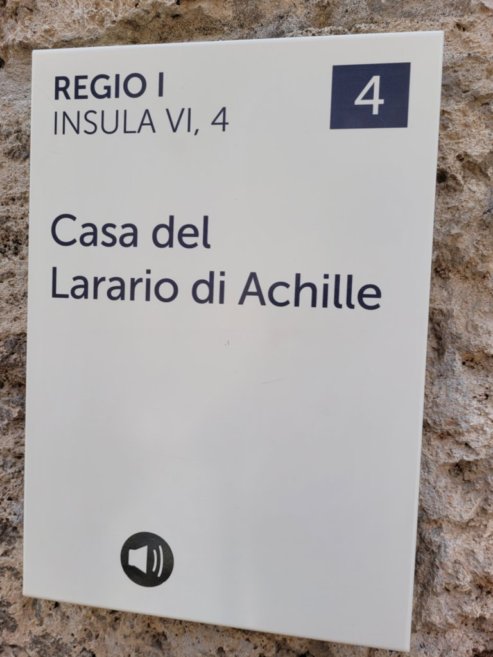 REGIO I
4
INSULA VI, 4
Casa del
Larario di Achille